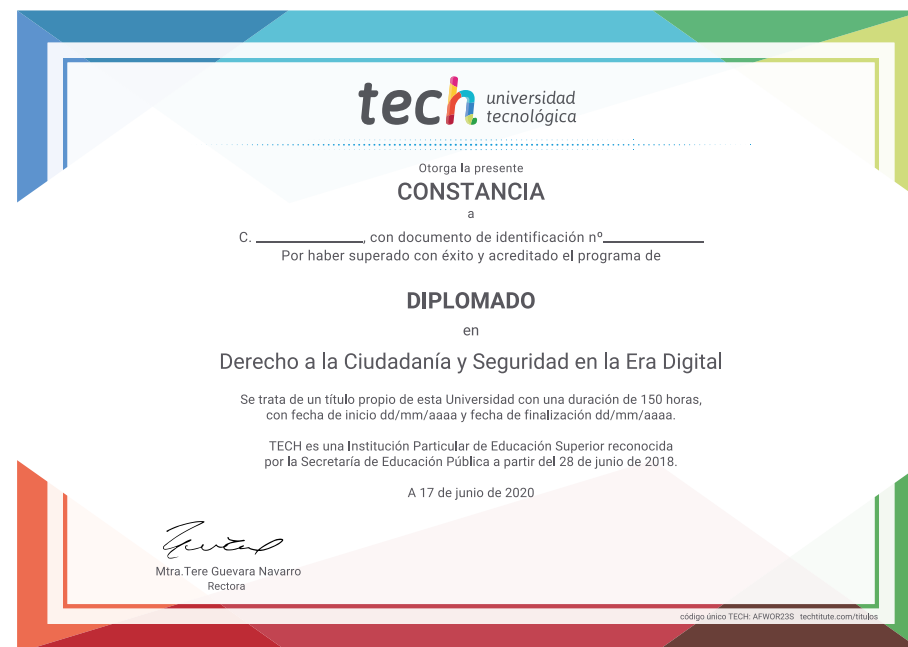 tech universidad
tecnológica
Otorga la presente
CONSTANCIA
a
C. ____________, con documento de identificación nº____________
Por haber superado con éxito y acreditado el programa de
DIPLOMADO
en
Derecho a la Ciudadanía y Seguridad en la Era Digital
Se trata de un título propio de esta Universidad con una duración de 150 horas,
con fecha de inicio dd/mm/aaaa y fecha de finalización dd/mm/aaaa.
TECH es una Institución Particular de Educación Superior reconocida
por la Secretaría de Educación Pública a partir del 28 de junio de 2018.
A 17 de junio de 2020
Mtra.Tere Guevara Navarro
Rectora
código único TECH: AFWOR23S techtitute.com/titulos